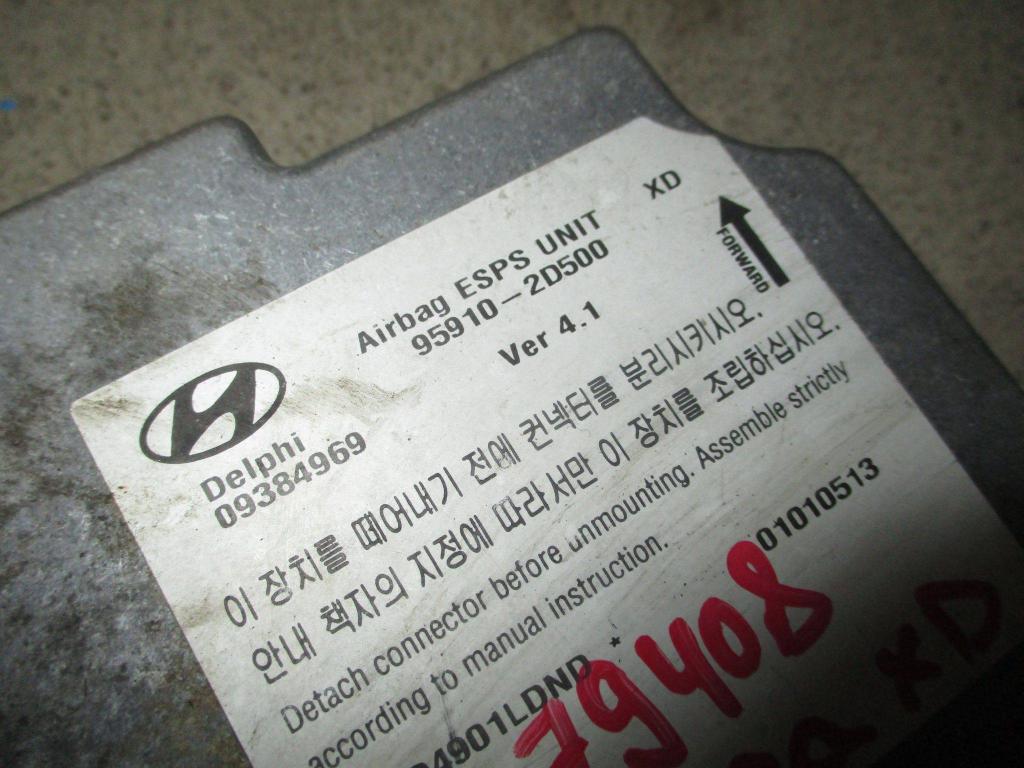 Airbag ESPS UNIT XD
95910-2D500
Ver 4.1
FORWARD
Delphi
09384969
이 장치를 떼어내기 전에 컨넥터를 분리시키시오.
안내 책자의 지정에 따라서만 이 장치를 조립하십시오.
Detach connector before unmounting. Assemble strictly
according to manual instruction.
01010513
4901LDND *
79408
XD